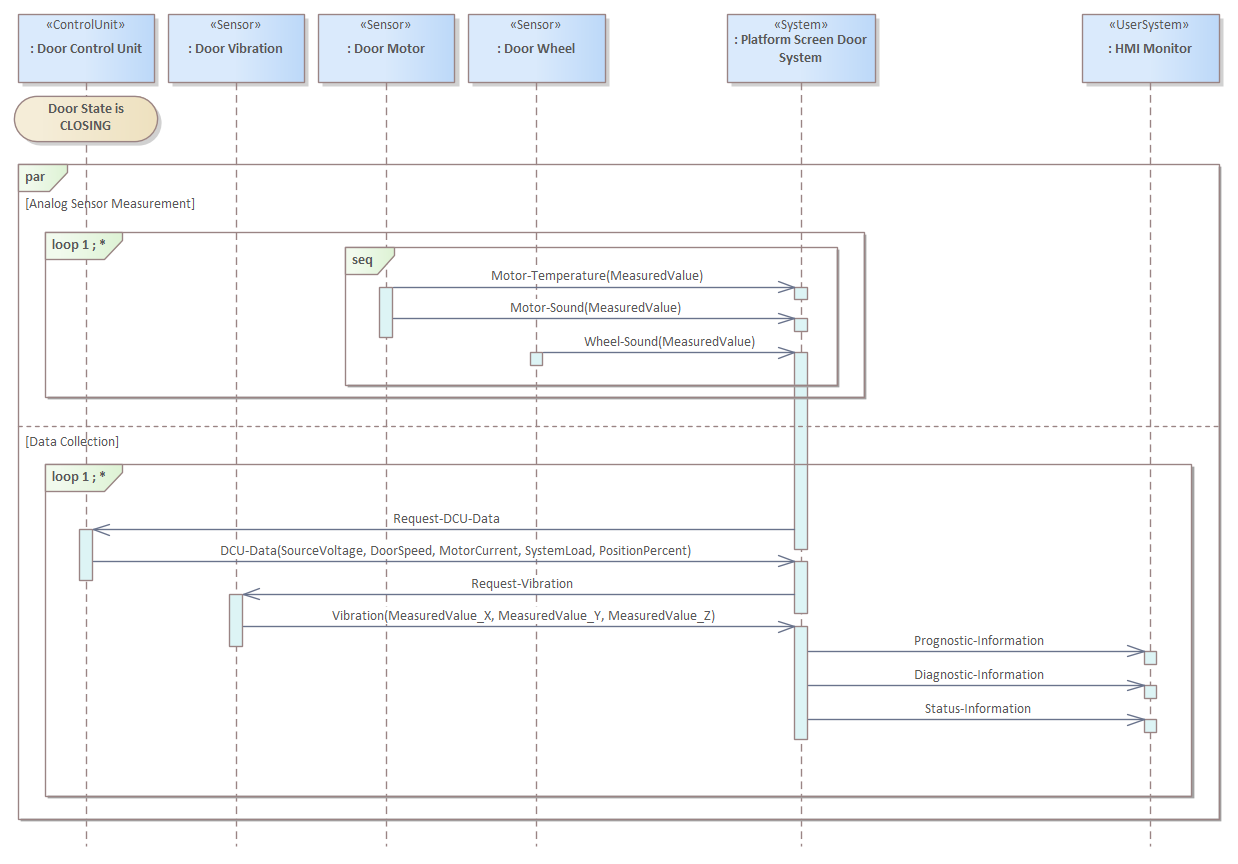 «ControlUnit»
: Door Control Unit
«Sensor»
: Door Vibration
«Sensor»
: Door Motor
«Sensor»
: Door Wheel
«System»
: Platform Screen Door
System
«UserSystem»
: HMI Monitor
Door State is
CLOSING
par
[Analog Sensor Measurement]
loop 1 ; *
seq
Motor-Temperature(MeasuredValue)
Motor-Sound(MeasuredValue)
Wheel-Sound(MeasuredValue)
[Data Collection]
loop 1 ; *
Request-DCU-Data
DCU-Data(SourceVoltage, DoorSpeed, MotorCurrent, SystemLoad, PositionPercent)
Request-Vibration
Vibration(MeasuredValue_X, MeasuredValue_Y, MeasuredValue_Z)
Prognostic-Information
Diagnostic-Information
Status-Information